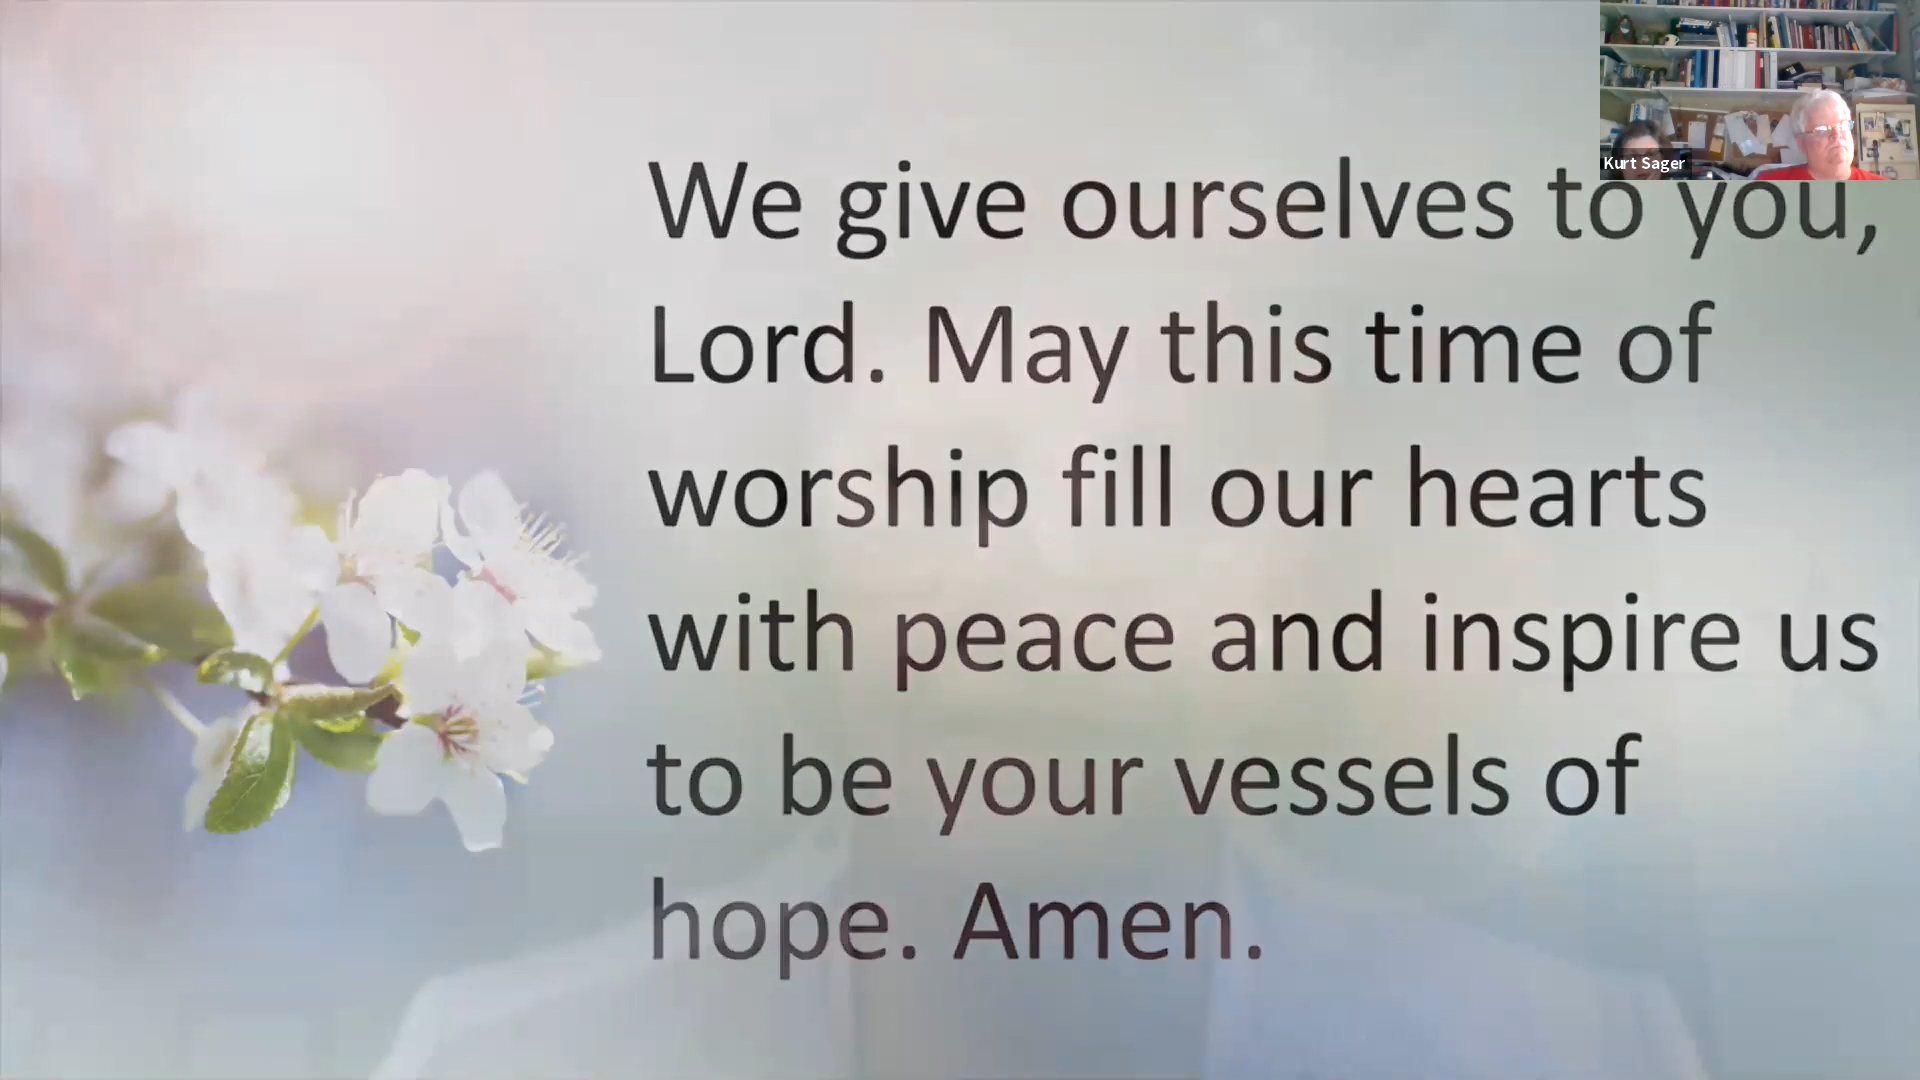 Kurt Sager
We give ourselves to you,
Lord. May this time of
worship fill our hearts
with peace and inspire us
to be your vessels of
hope. Amen.